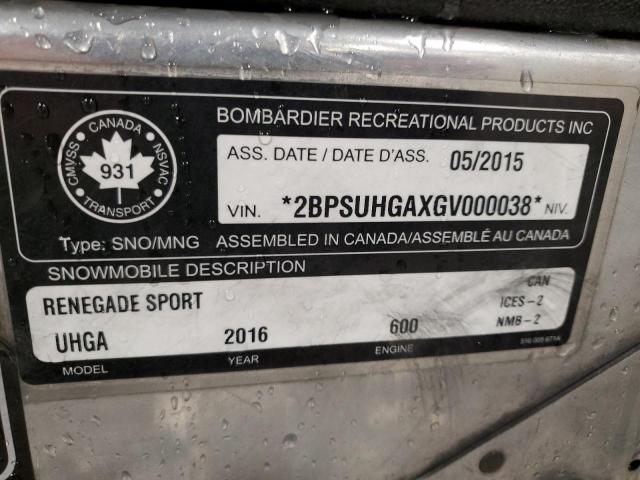 BOMBARDIER RECREATIONAL PRODUCTS INC
CANADA
CMVSS
NSVAC
931
TRANSPORT
ASS. DATE / DATE D'ASS. 05/2015
VIN. *2BPSUHGAXGV000038* NIV.
Type: SNO/MNG ASSEMBLED IN CANADA/ASSEMBLÉ AU CANADA
SNOWMOBILE DESCRIPTION
RENEGADE SPORT CAN
ICES-2
UHGA 2016 600 NMB-2
MODEL YEAR ENGINE